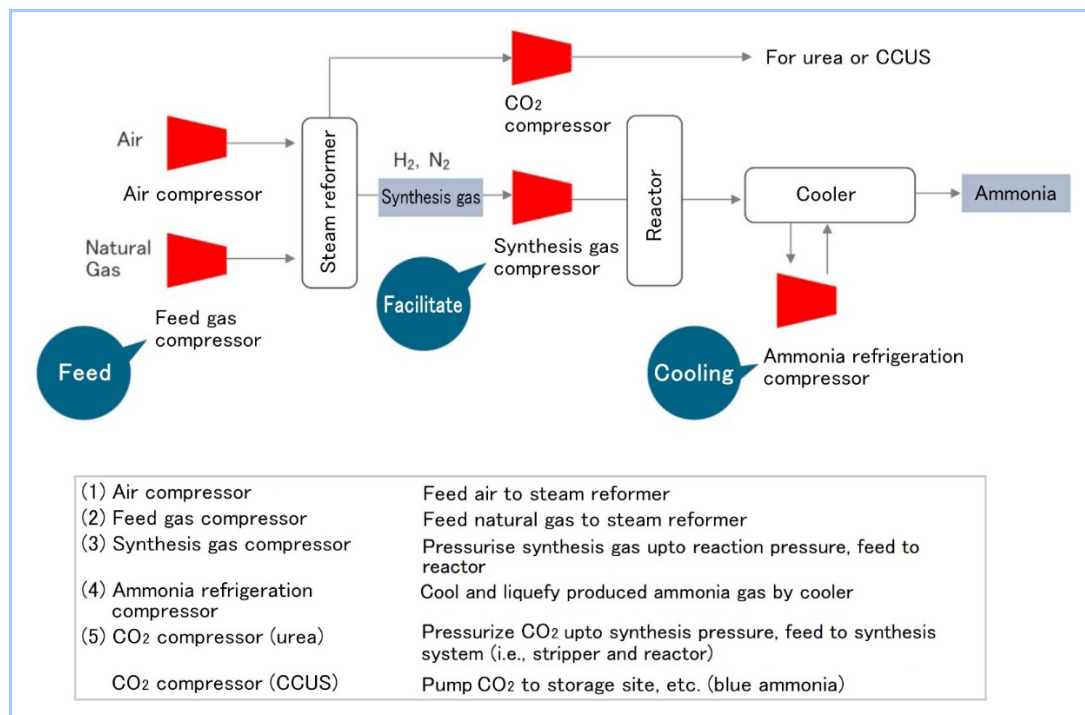 For urea or CCUS
CO₂
compressor
Air
Air compressor
Steam reformer
H₂, N₂
Synthesis gas
Synthesis gas
compressor
Reactor
Cooler
Ammonia
Natural
Gas
Feed gas
compressor
Feed
Facilitate
Cooling
Ammonia refrigeration
compressor
(1) Air compressor Feed air to steam reformer
(2) Feed gas compressor Feed natural gas to steam reformer
(3) Synthesis gas compressor Pressurise synthesis gas upto reaction pressure, feed to
reactor
(4) Ammonia refrigeration Cool and liquefy produced ammonia gas by cooler
compressor
(5) CO₂ compressor (urea) Pressurize CO₂ upto synthesis pressure, feed to synthesis
system (i.e., stripper and reactor)
CO₂ compressor (CCUS) Pump CO₂ to storage site, etc. (blue ammonia)